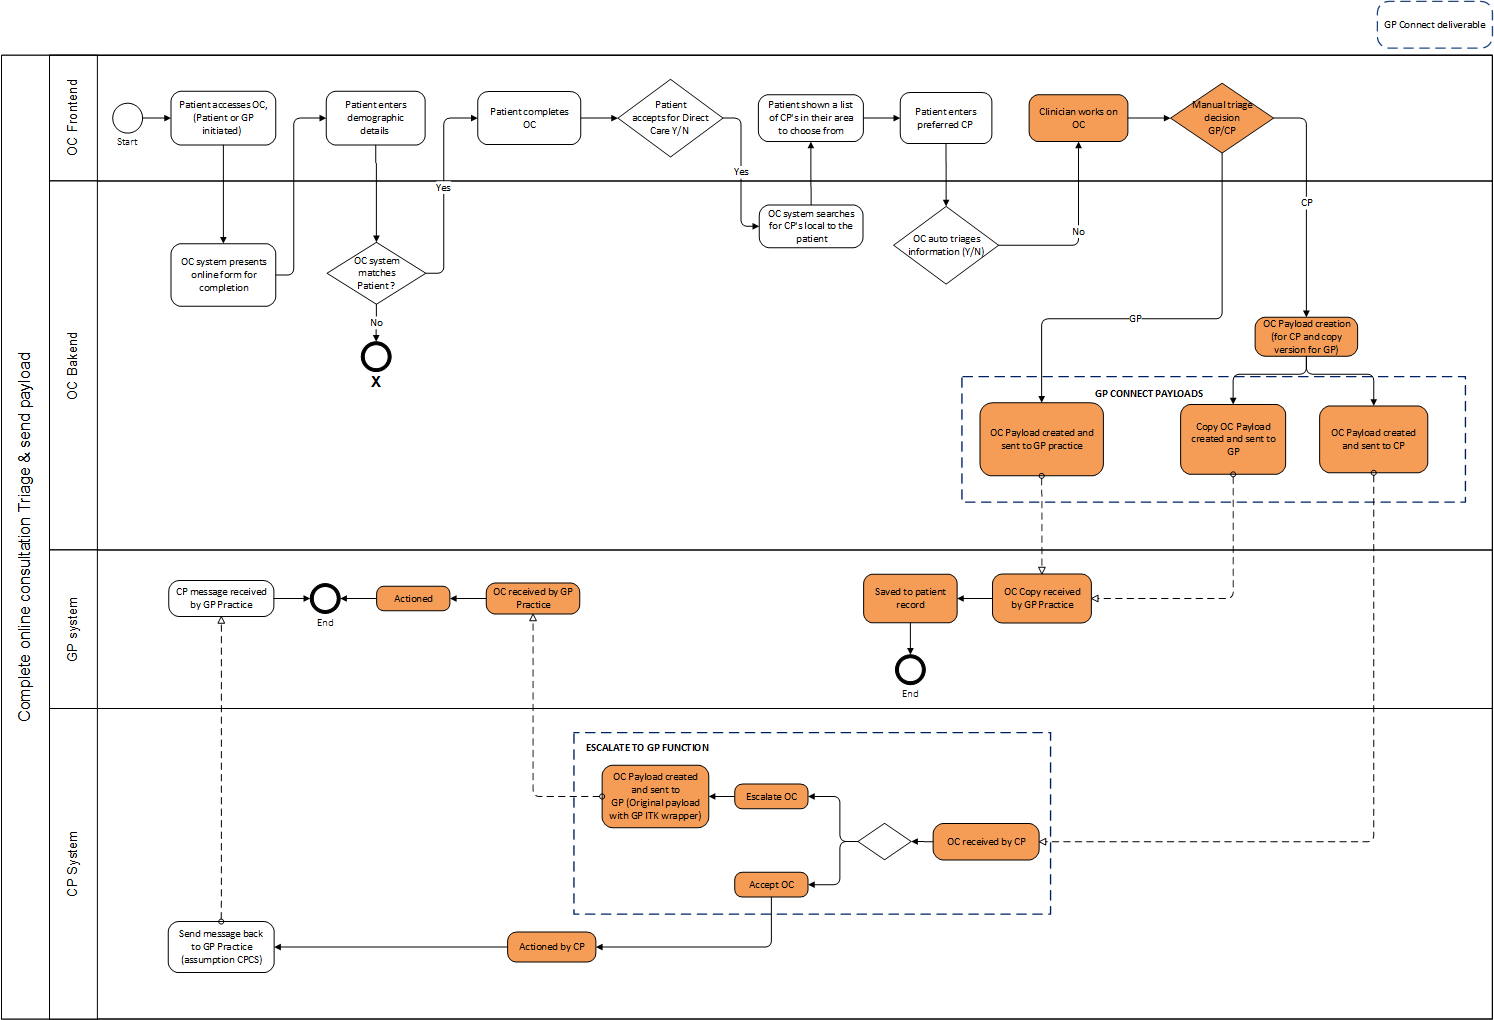 GP Connect deliverable
Complete online consultation Triage & send payload
OC Frontend
Start
Patient accesses OC,
(Patient or GP
initiated)
Patient enters
demographic
details
Patient completes
OC
Patient
accepts for Direct
Care Y/N
Patient shown a list
of CP's in their area
to choose from
Patient enters
preferred CP
Clinician works on
OC
Manual triage
decision
GP/CP
Yes
Yes
CP
No
GP
OC Bakend
OC system presents
online form for
completion
OC system
matches
Patient ?
No
X
OC system searches
for CP's local to the
patient
OC auto triages
information (Y/N)
OC Payload creation
(for CP and copy
version for GP)
GP CONNECT PAYLOADS
OC Payload created and
sent to GP practice
Copy OC Payload
created and sent to
GP
OC Payload created
and sent to CP
GP system
CP message received
by GP Practice
End
Actioned
OC received by GP
Practice
Saved to patient
record
OC Copy received
by GP Practice
End
CP System
ESCALATE TO GP FUNCTION
OC Payload created
and sent to
GP (Original payload
with GP ITK wrapper)
Escalate OC
OC received by CP
Accept OC
Send message back
to GP Practice
(assumption CPCS)
Actioned by CP